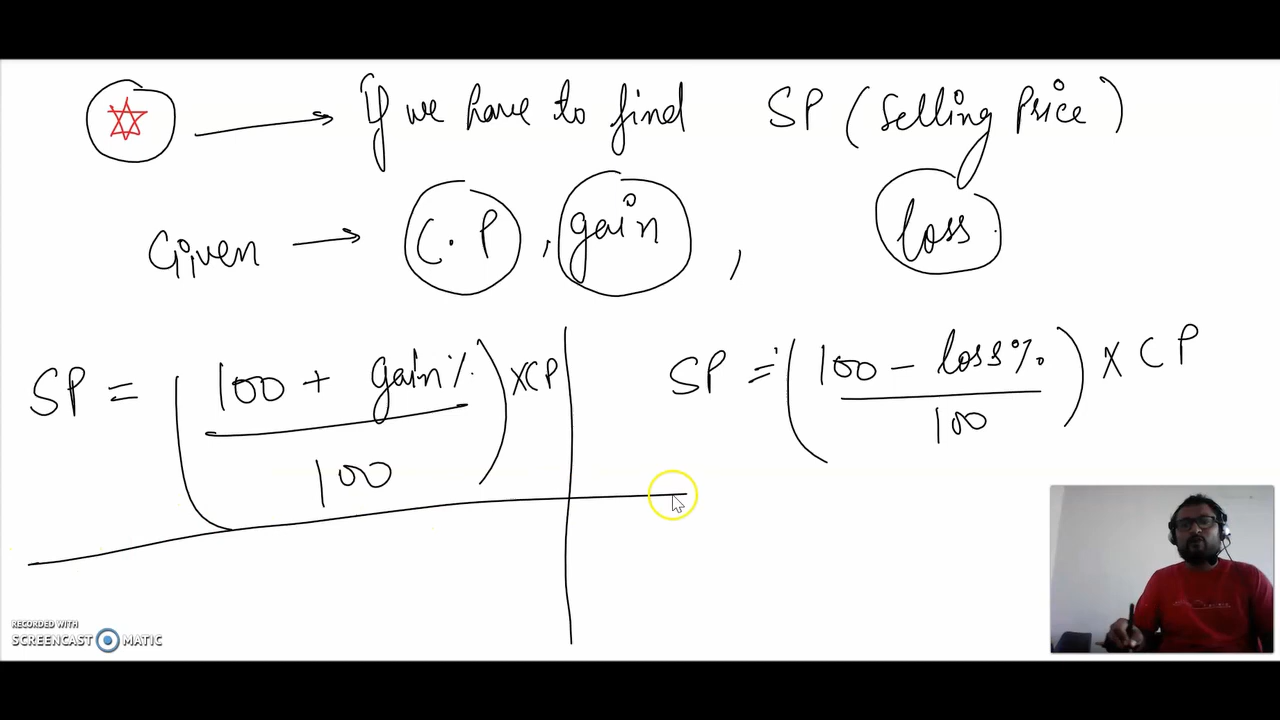 If we have to find SP (Selling Price)
Given → C.P, gain, loss.
SP = (100 + gain% / 100) × CP
SP = (100 - loss% / 100) × CP
RECORDED WITH
SCREENCAST MATIC